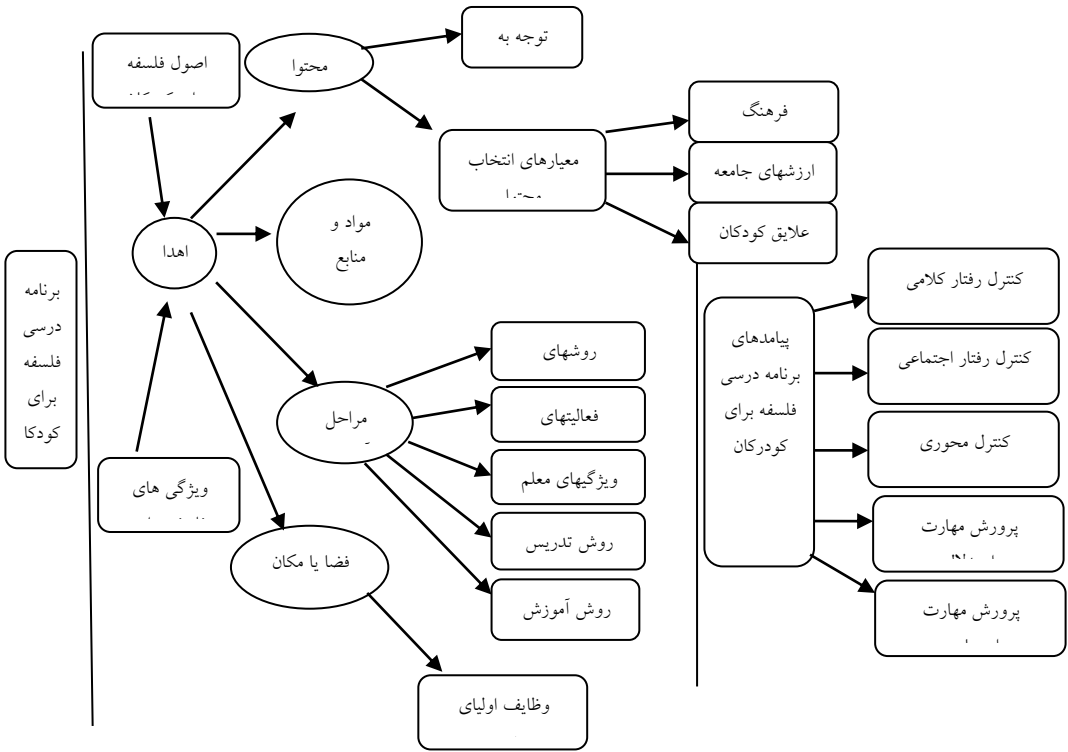 برنامه
درسی
فلسفه
برای
کودکا
اصول فلسفه
محتوا
توجه به
معیارهای انتخاب
محتوا
فرهنگ
ارزشهای جامعه
علایق کودکان
اهدا
مواد و
منابع
مراحل
روشهای
فعالیتهای
ویژگیهای معلم
روش تدریس
روش آموزش
ویژگی های
فضا یا مکان
وظایف اولیای
پیامدهای
برنامه درسی
فلسفه برای
کودرکان
کنترل رفتار کلامی
کنترل رفتار اجتماعی
کنترل محوری
پرورش مهارت
پرورش مهارت